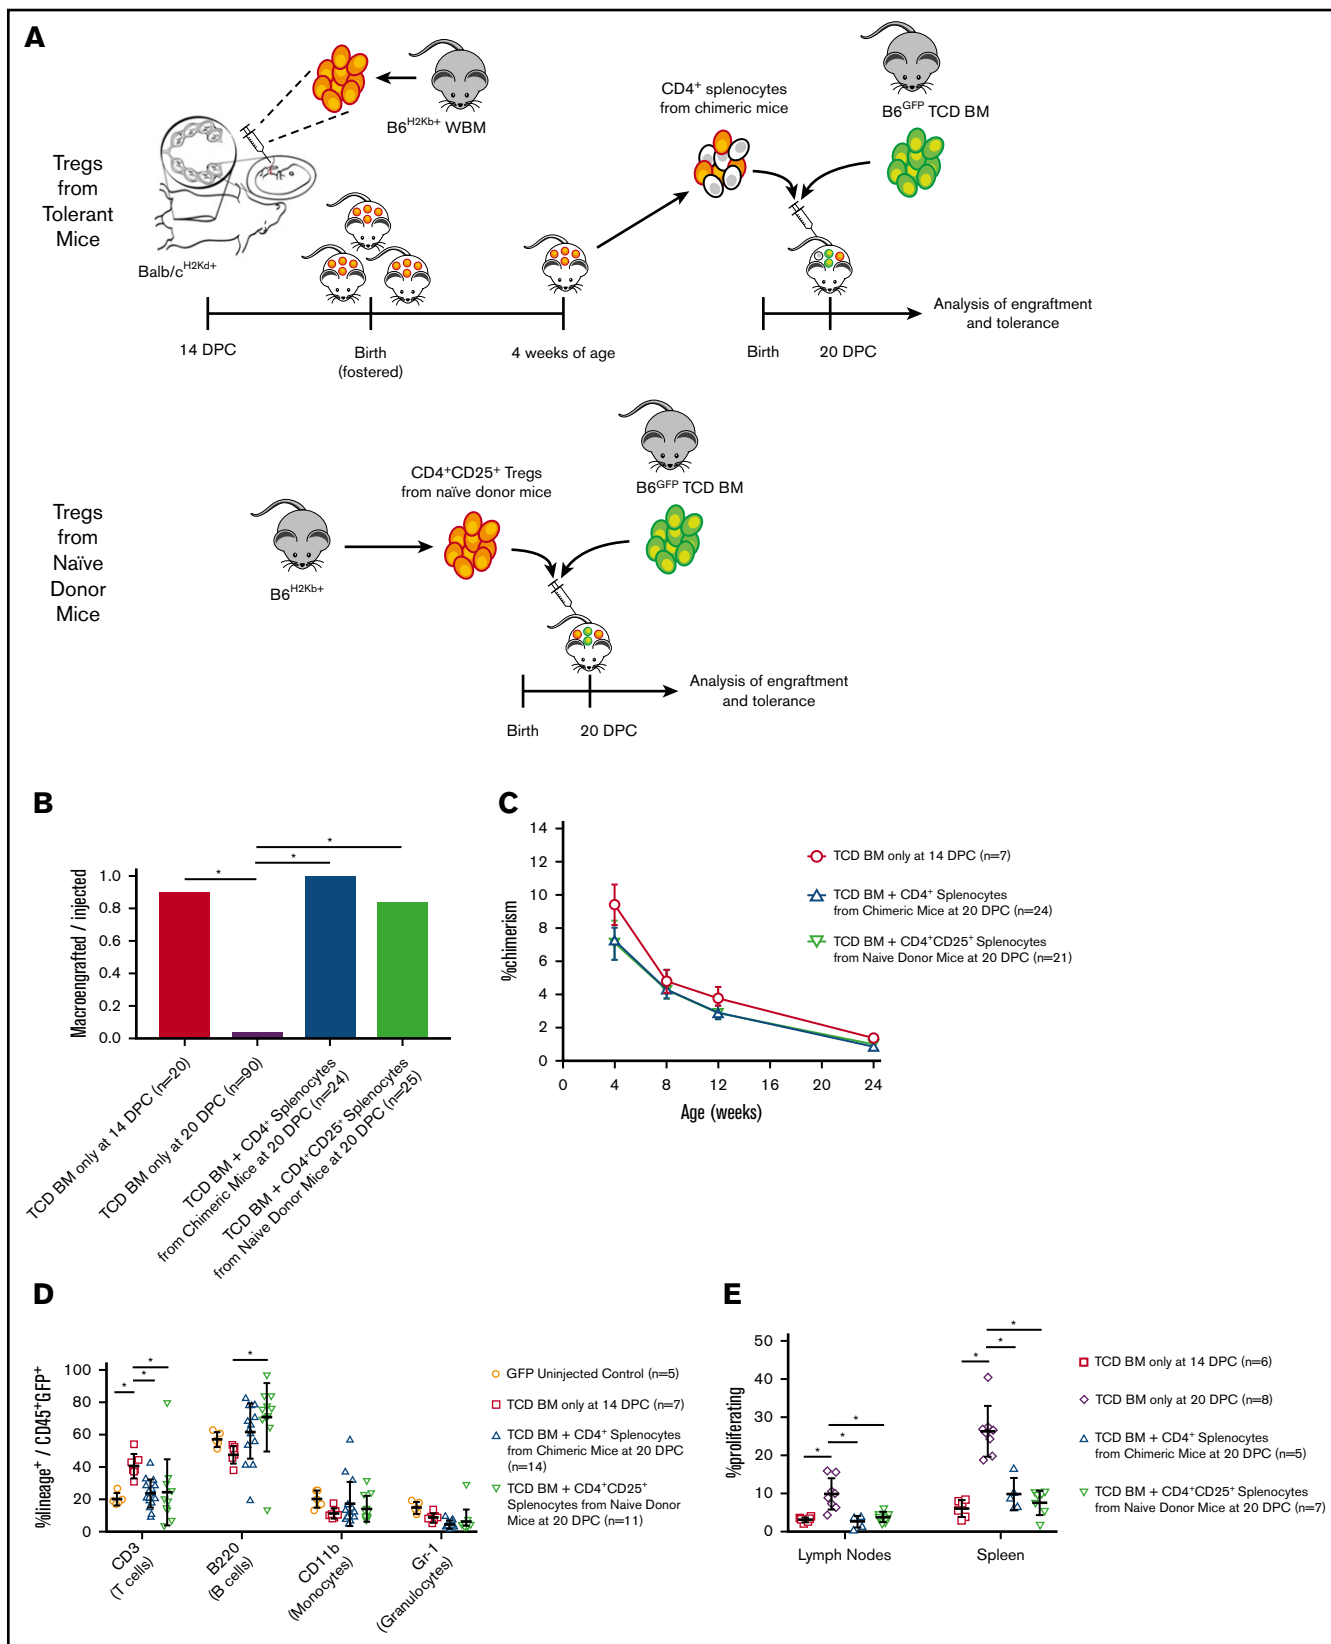 A
B6H2Kb+ WBM
CD4+ splenocytes
from chimeric mice
B6GFP TCD BM
Tregs
from
Tolerant
Mice
Balb/cH2Kd+
14 DPC
Birth
(fostered)
4 weeks of age
Birth
20 DPC
Analysis of engraftment
and tolerance
Tregs
from
Naïve
Donor
Mice
B6H2Kb+
CD4+CD25+ Tregs
from naïve donor mice
B6GFP TCD BM
Birth
20 DPC
Analysis of engraftment
and tolerance
B
Macroengrafted / injected
1.0
0.8
0.6
0.4
0.2
0.0
*
*
*
TCD BM only at 14 DPC (n=20)
TCD BM only at 20 DPC (n=90)
TCD BM + CD4+ Splenocytes
from Chimeric Mice at 20 DPC (n=24)
TCD BM + CD4+CD25+ Splenocytes
from Naive Donor Mice at 20 DPC (n=25)
C
%chimerism
14
12
10
8
6
4
2
0
0 4 8 12 16 20 24
Age (weeks)
TCD BM only at 14 DPC (n=7)
TCD BM + CD4+ Splenocytes
from Chimeric Mice at 20 DPC (n=24)
TCD BM + CD4+CD25+ Splenocytes
from Naive Donor Mice at 20 DPC (n=21)
D
%lineage+ / CD45+GFP+
100
80
60
40
20
0
*
*
*
*
CD3
(T cells)
B220
(B cells)
CD11b
(Monocytes)
Gr-1
(Granulocytes)
GFP Uninjected Control (n=5)
TCD BM only at 14 DPC (n=7)
TCD BM + CD4+ Splenocytes
from Chimeric Mice at 20 DPC
(n=14)
TCD BM + CD4+CD25+
Splenocytes from Naive Donor
Mice at 20 DPC (n=11)
E
%proliferating
50
40
30
20
10
0
*
*
*
*
*
*
Lymph Nodes
Spleen
TCD BM only at 14 DPC (n=6)
TCD BM only at 20 DPC (n=8)
TCD BM + CD4+ Splenocytes
from Chimeric Mice at 20 DPC (n=5)
TCD BM + CD4+CD25+ Splenocytes
from Naive Donor Mice at 20 DPC (n=7)